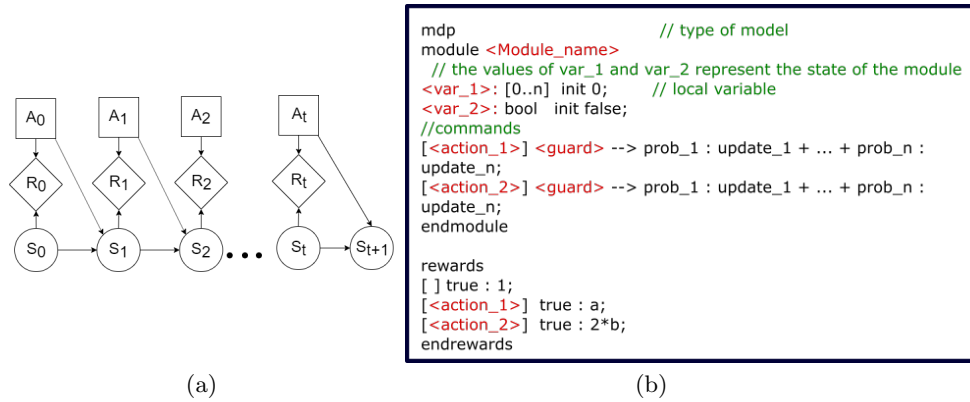 A0 A1 A2 At
R0 R1 R2 Rt
S0 S1 S2 ... St St+1
(a)
mdp // type of model
module <Module_name>
// the values of var_1 and var_2 represent the state of the module
<var_1>: [0..n] init 0; // local variable
<var_2>: bool init false;
//commands
[<action_1>] <guard> --> prob_1 : update_1 + ... + prob_n :
update_n;
[<action_2>] <guard> --> prob_1 : update_1 + ... + prob_n :
update_n;
endmodule
rewards
[ ] true : 1;
[<action_1>] true : a;
[<action_2>] true : 2*b;
endrewards
(b)